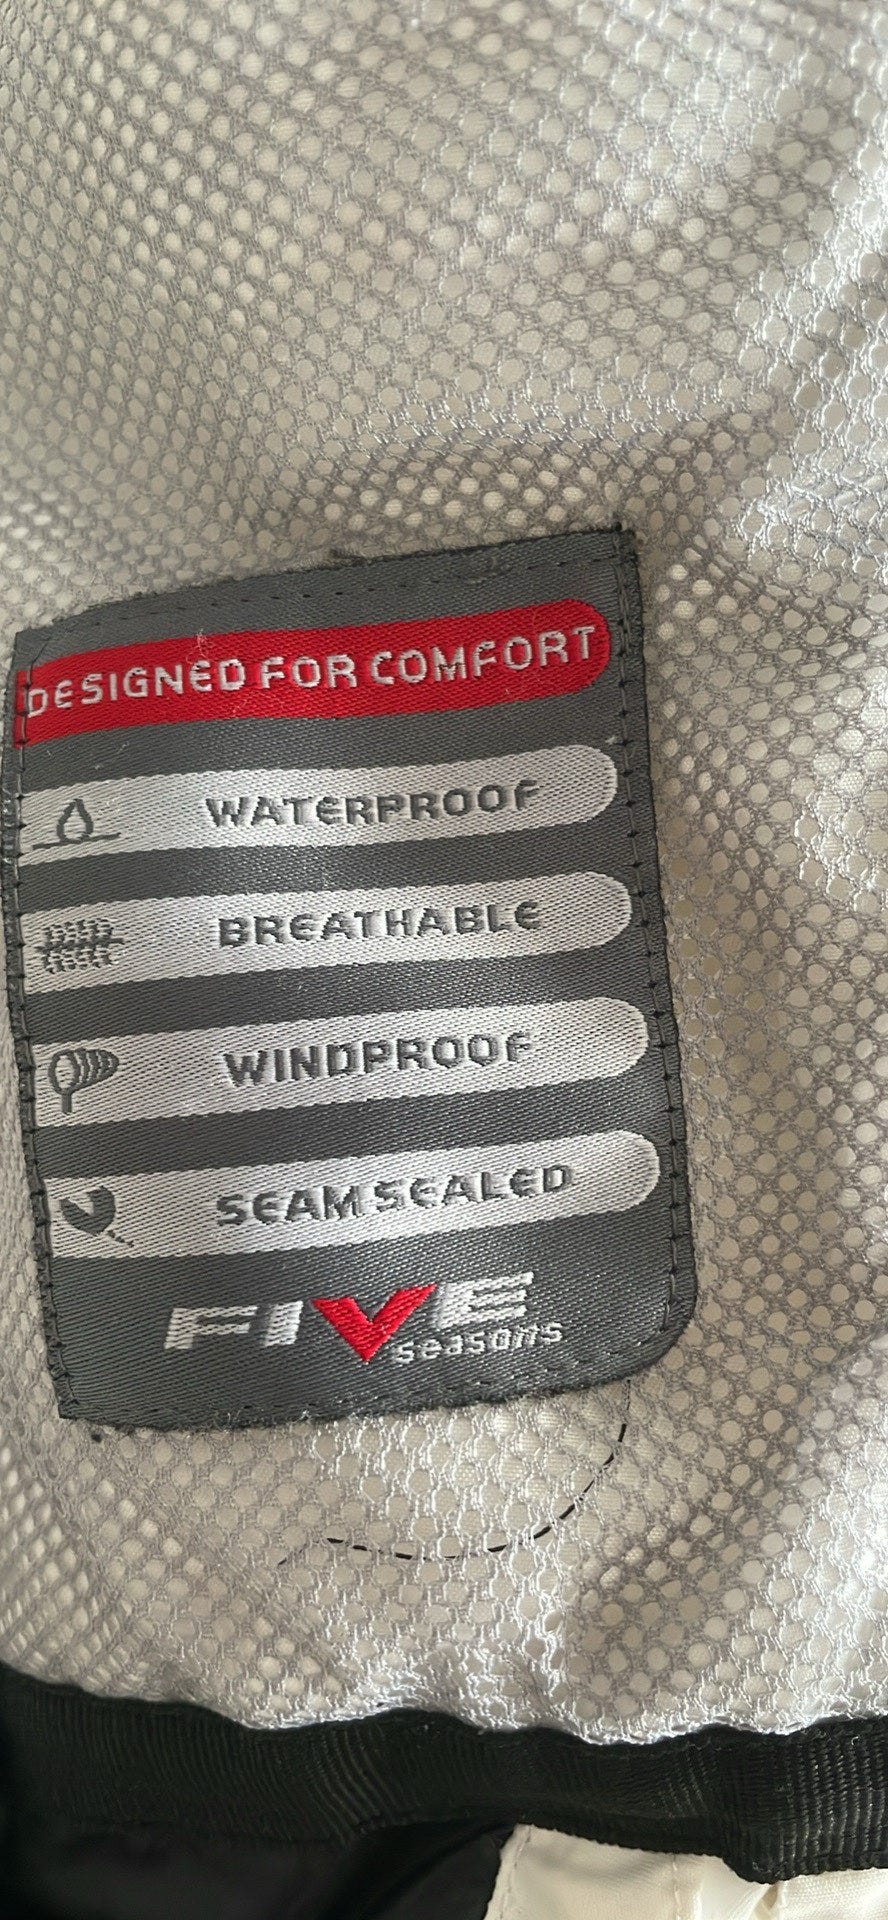 DESIGNED FOR COMFORT
WATERPROOF
BREATHABLE
WINDPROOF
SEAM SEALED
FIVE
seasons